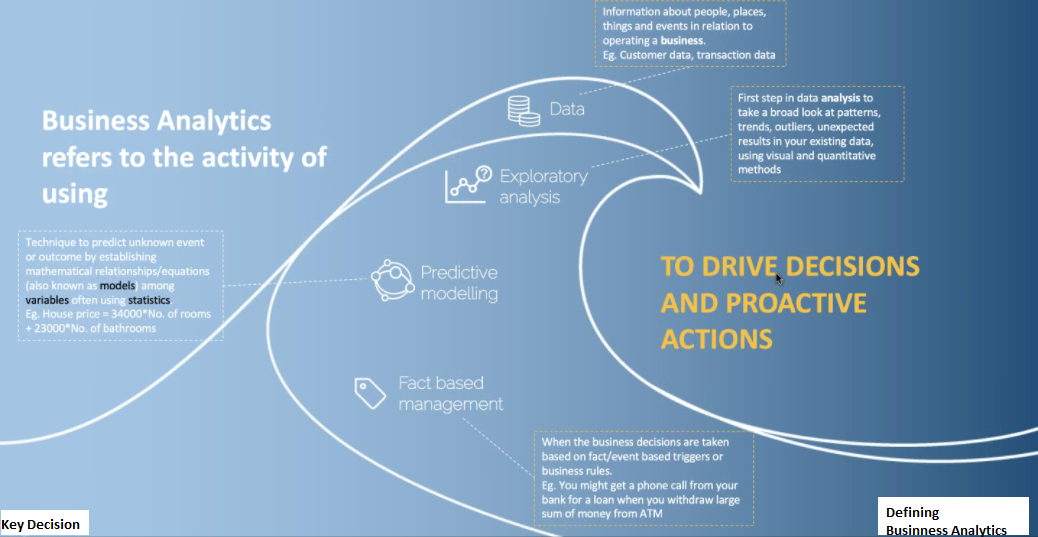 Information about people, places,
things and events in relation to
operating a business.
Eg. Customer data, transaction data
Data
First step in data analysis to
take a broad look at patterns,
trends, outliers, unexpected
results in your existing data,
using visual and quantitative
methods
Business Analytics
refers to the activity of
using
Exploratory
analysis
Technique to predict unknown event
or outcome by establishing
mathematical relationships/equations
(also known as models) among
variables often using statistics.
Eg. House price = 34000*No. of rooms
+ 23000*No. of bathrooms
Predictive
modelling
TO DRIVE DECISIONS
AND PROACTIVE
ACTIONS
Fact based
management
When the business decisions are taken
based on fact/event based triggers or
business rules.
Eg. You might get a phone call from your
bank for a loan when you withdraw large
sum of money from ATM
Key Decision
Defining
Businness Analytics